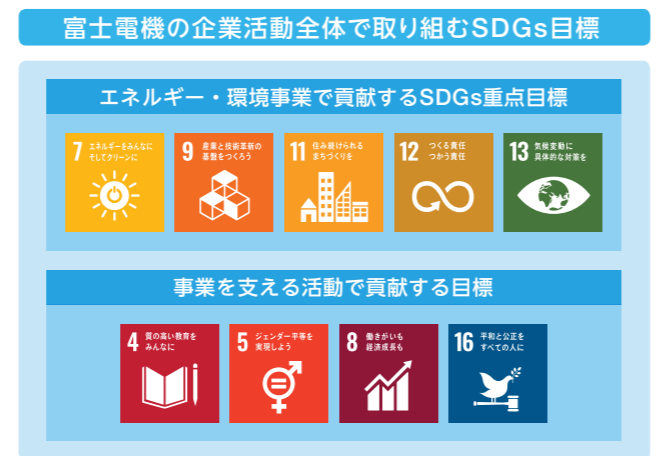 富士電機の企業活動全体で取り組むSDGs目標
エネルギー・環境事業で貢献するSDGs重点目標
7 エネルギーをみんなに
そしてクリーンに
9 産業と技術革新の
基盤をつくろう
11 住み続けられる
まちづくりを
12 つくる責任
つかう責任
13 気候変動に
具体的な対策を
事業を支える活動で貢献する目標
4 質の高い教育を
みんなに
5 ジェンダー平等を
実現しよう
8 働きがいも
経済成長も
16 平和と公正を
すべての人に